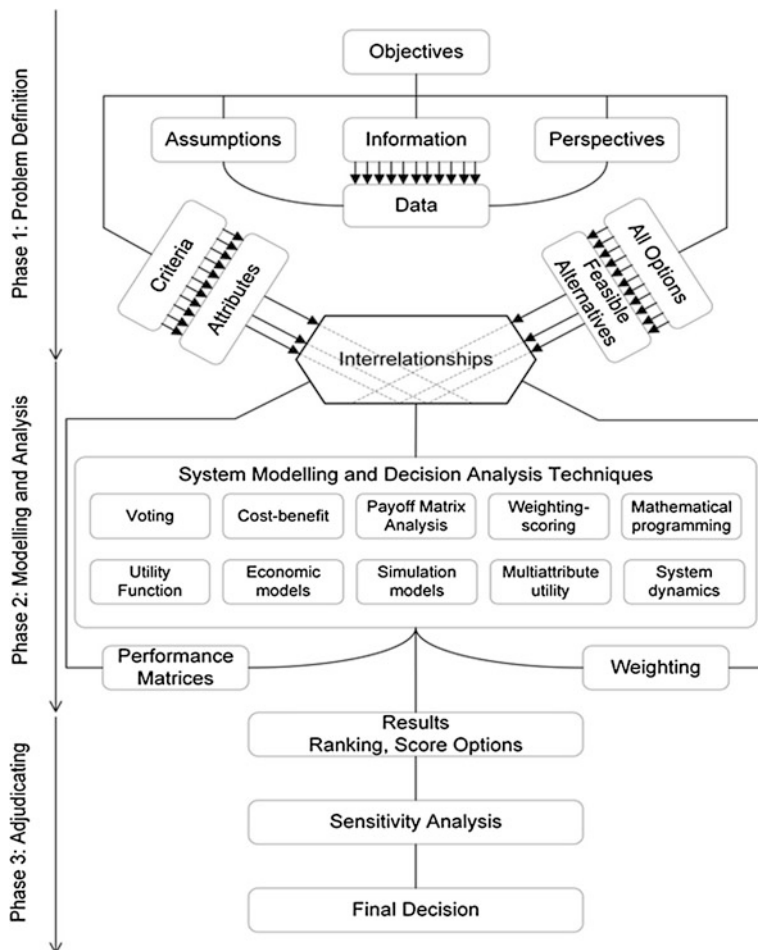 Phase 1: Problem Definition
Objectives
Assumptions
Information
Perspectives
Data
Criteria
Attributes
All Options
Feasible
Alternatives
Interrelationships
Phase 2: Modelling and Analysis
System Modelling and Decision Analysis Techniques
Voting
Cost-benefit
Payoff Matrix
Analysis
Weighting-
scoring
Mathematical
programming
Utility
Function
Economic
models
Simulation
models
Multiattribute
utility
System
dynamics
Performance
Matrices
Weighting
Phase 3: Adjudicating
Results
Ranking, Score Options
Sensitivity Analysis
Final Decision